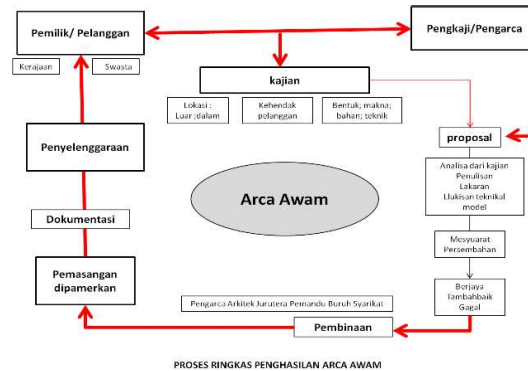 Pemilik/ Pelanggan
Pengkaji/Pengarca
Kerajaan
Swasta
kajian
Lokasi :
Luar ;dalam
Kehendak
pelanggan
Bentuk; makna;
bahan; teknik
proposal
Penyelenggaraan
Analisa dari kajian
Penulisan
Lakaran
Llukisan teknikal
model
Arca Awam
Dokumentasi
Mesyuarat
Persembahan
Pemasangan
dipamerkan
Berjaya
Tambahbaik
Gagal
Pengarca Arkitek Jurutera Pemandu Buruh Syarikat
Pembinaan
PROSES RINGKAS PENGHASILAN ARCA AWAM